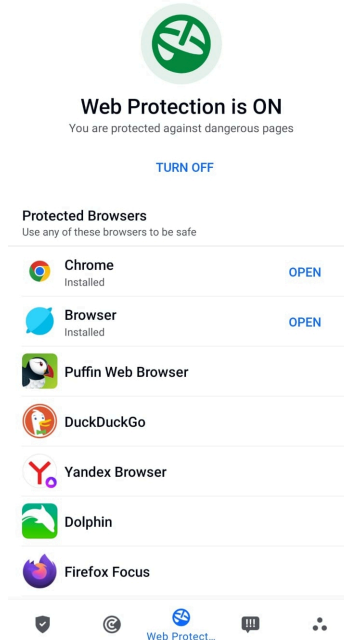 Web Protection is ON
You are protected against dangerous pages
TURN OFF
Protected Browsers
Use any of these browsers to be safe
Chrome
Installed
OPEN
Browser
Installed
OPEN
Puffin Web Browser
DuckDuckGo
Yandex Browser
Dolphin
Firefox Focus
Web Protect...